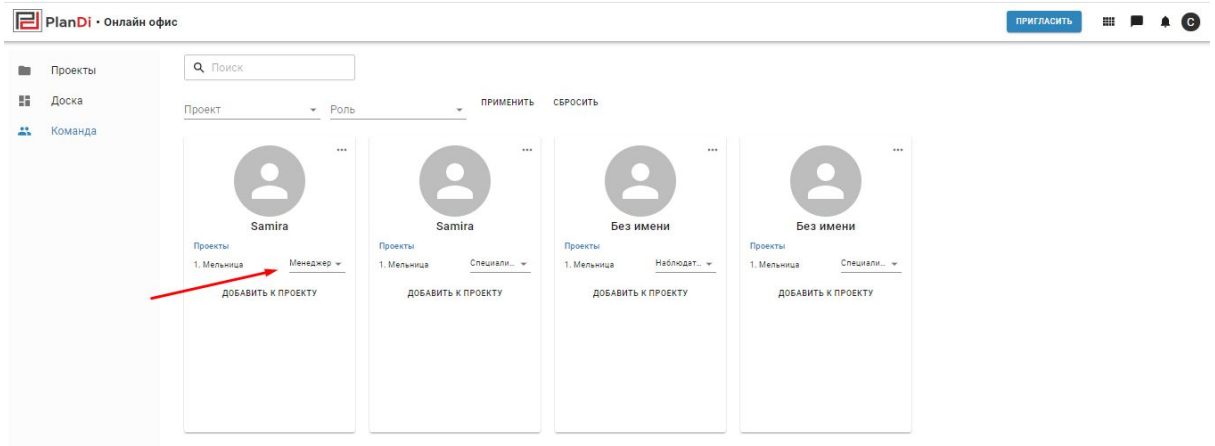 PlanDi • Онлайн офис
ПРИГЛАСИТЬ
C
Проекты
Доска
Команда
Поиск
Проект
Роль
ПРИМЕНИТЬ
СБРОСИТЬ
Samira
Проекты
1. Мельница
Менеджер
ДОБАВИТЬ К ПРОЕКТУ
Samira
Проекты
1. Мельница
Специали...
ДОБАВИТЬ К ПРОЕКТУ
Без имени
Проекты
1. Мельница
Наблюдат...
ДОБАВИТЬ К ПРОЕКТУ
Без имени
Проекты
1. Мельница
Специали...
ДОБАВИТЬ К ПРОЕКТУ